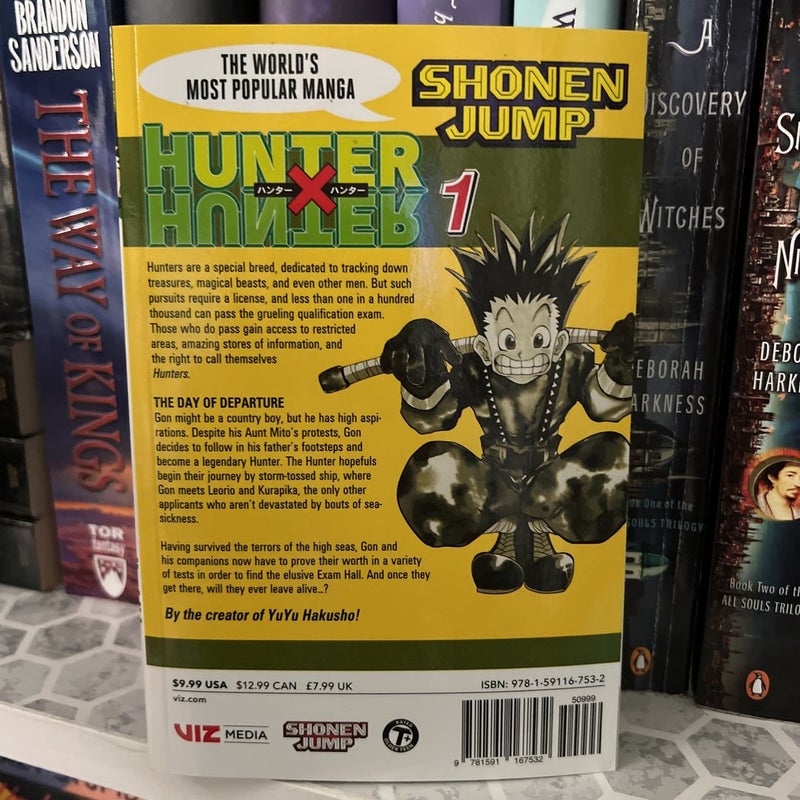 BRANDON
SANDERSON
THE WAY OF KINGS
TOR
fantasy
THE WORLD'S
MOST POPULAR MANGA
SHONEN
JUMP
HUNTER
ハンター X ハンター
HUNTER
1
Hunters are a special breed, dedicated to tracking down
treasures, magical beasts, and even other men. But such
pursuits require a license, and less than one in a hundred
thousand can pass the grueling qualification exam.
Those who do pass gain access to restricted
areas, amazing stores of information, and
the right to call themselves
Hunters.
THE DAY OF DEPARTURE
Gon might be a country boy, but he has high aspi-
rations. Despite his Aunt Mito's protests, Gon
decides to follow in his father's footsteps and
become a legendary Hunter. The Hunter hopefuls
begin their journey by storm-tossed ship, where
Gon meets Leorio and Kurapika, the only other
applicants who aren't devastated by bouts of sea-
sickness.
Having survived the terrors of the high seas, Gon and
his companions now have to prove their worth in a variety
of tests in order to find the elusive Exam Hall. And once they
get there, will they ever leave alive...?
By the creator of YuYu Hakusho!
$9.99 USA $12.99 CAN £7.99 UK
viz.com
ISBN: 978-1-59116-753-2
50999
VIZ MEDIA
SHONEN
JUMP
RATED
T+
OLDER TEEN
9 781591 167532
A
ISCOVERY
OF
WITCHES
EBORAH
ARKNESS
ok One of the
SOULS TRILOGY
DEBO
HARK
Book Two of th
ALL SOULS TRILO